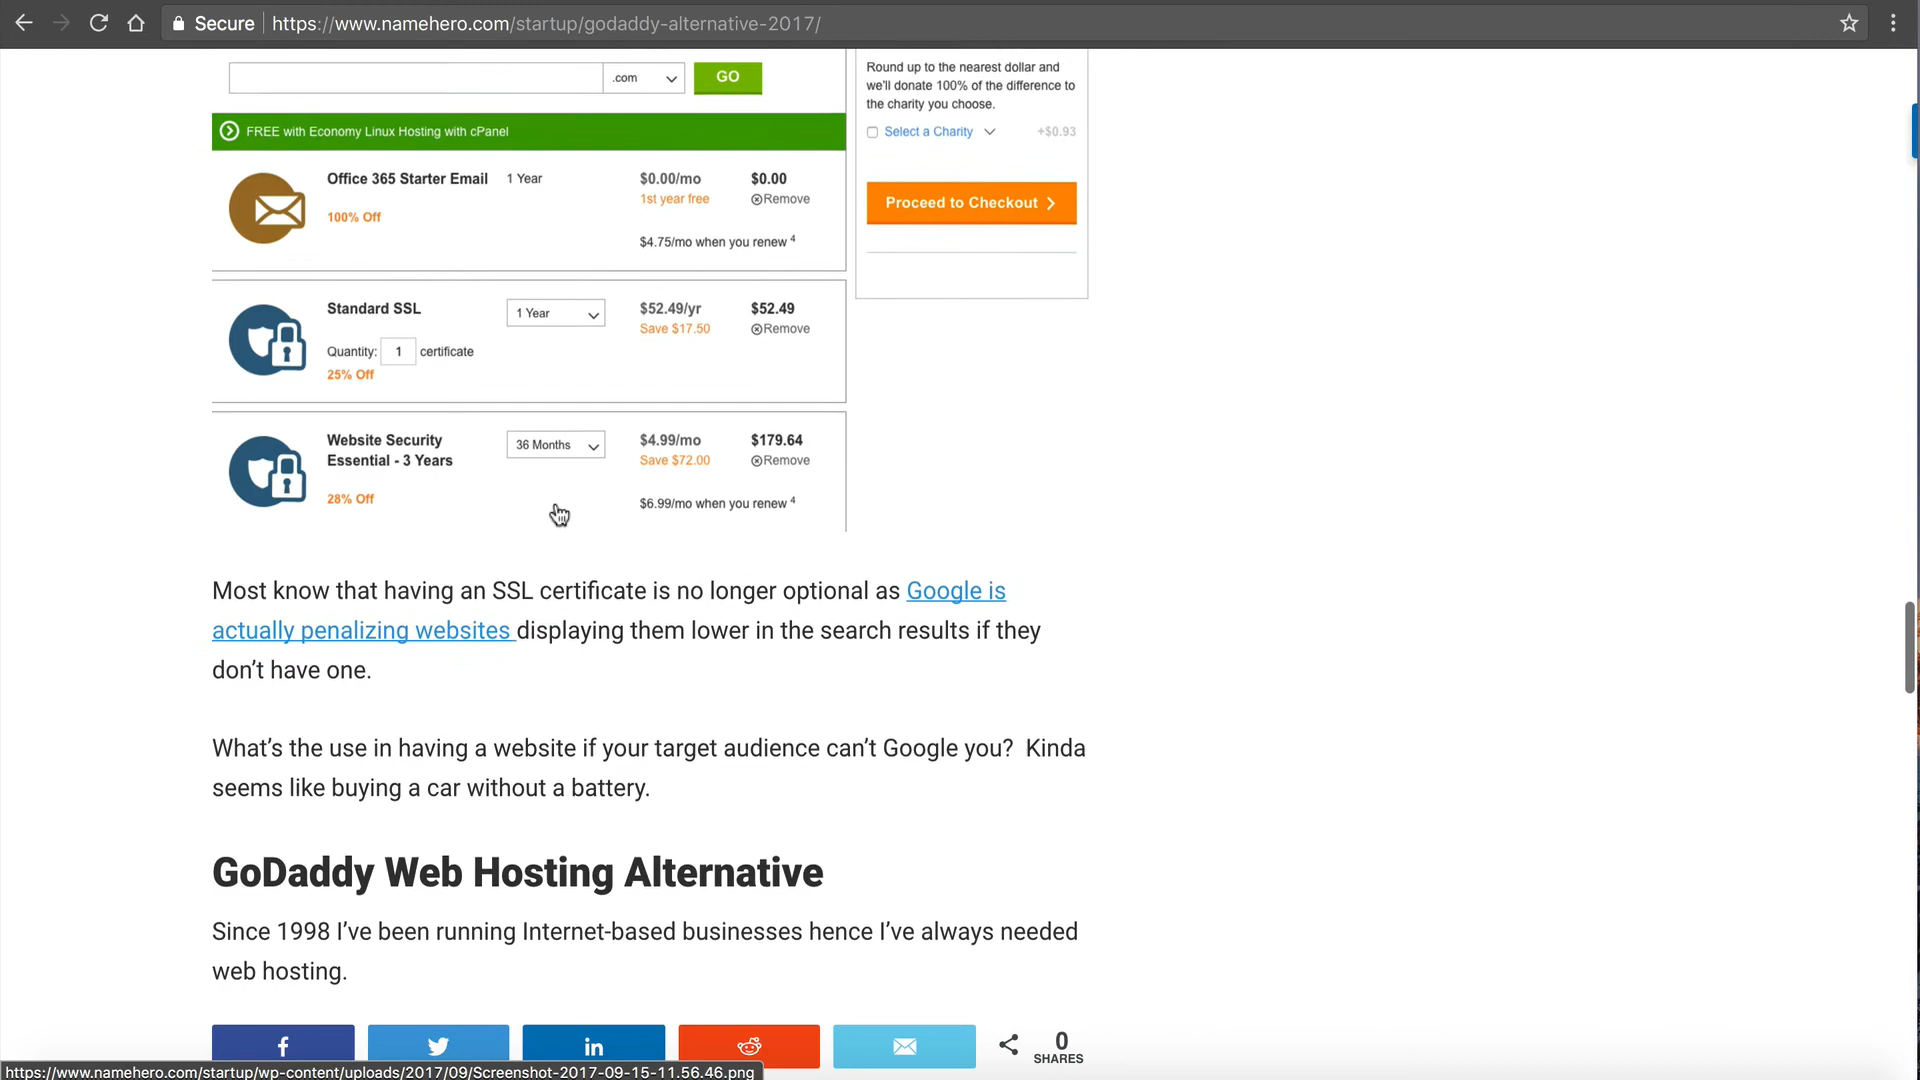 Secure https://www.namehero.com/startup/godaddy-alternative-2017/
.com
GO
Round up to the nearest dollar and
we'll donate 100% of the difference to
the charity you choose.
Select a Charity +$0.93
Proceed to Checkout
FREE with Economy Linux Hosting with cPanel
Office 365 Starter Email 1 Year $0.00/mo $0.00
1st year free Remove
100% Off
$4.75/mo when you renew 4
Standard SSL 1 Year $52.49/yr $52.49
Save $17.50 Remove
Quantity: 1 certificate
25% Off
Website Security 36 Months $4.99/mo $179.64
Essential - 3 Years Save $72.00 Remove
28% Off $6.99/mo when you renew 4
Most know that having an SSL certificate is no longer optional as Google is
actually penalizing websites displaying them lower in the search results if they
don’t have one.
What’s the use in having a website if your target audience can’t Google you?  Kinda
seems like buying a car without a battery.
GoDaddy Web Hosting Alternative
Since 1998 I’ve been running Internet-based businesses hence I’ve always needed
web hosting.
f in 0
SHARES
https://www.namehero.com/startup/wp-content/uploads/2017/09/Screenshot-2017-09-15-11.56.46.png